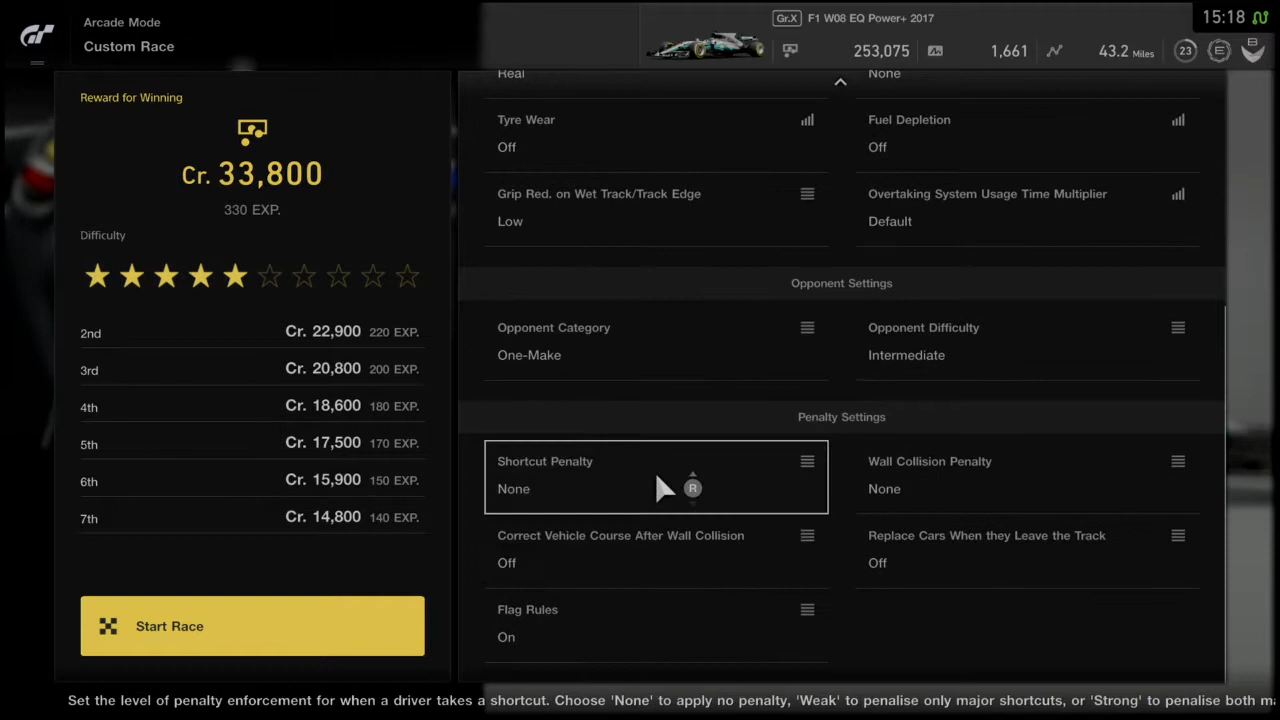 Arcade Mode
Custom Race
Gr.X F1 W08 EQ Power+ 2017
253,075 1,661 43.2 Miles 23 E B
15:18
Reward for Winning
Cr. 33,800
330 EXP.
Difficulty
2nd Cr. 22,900 220 EXP.
3rd Cr. 20,800 200 EXP.
4th Cr. 18,600 180 EXP.
5th Cr. 17,500 170 EXP.
6th Cr. 15,900 150 EXP.
7th Cr. 14,800 140 EXP.
Start Race
Real None
Tyre Wear Fuel Depletion
Off Off
Grip Red. on Wet Track/Track Edge Overtaking System Usage Time Multiplier
Low Default
Opponent Settings
Opponent Category Opponent Difficulty
One-Make Intermediate
Penalty Settings
Shortcut Penalty Wall Collision Penalty
None R None
Correct Vehicle Course After Wall Collision Replace Cars When they Leave the Track
Off Off
Flag Rules
On
Set the level of penalty enforcement for when a driver takes a shortcut. Choose 'None' to apply no penalty, 'Weak' to penalise only major shortcuts, or 'Strong' to penalise both ma